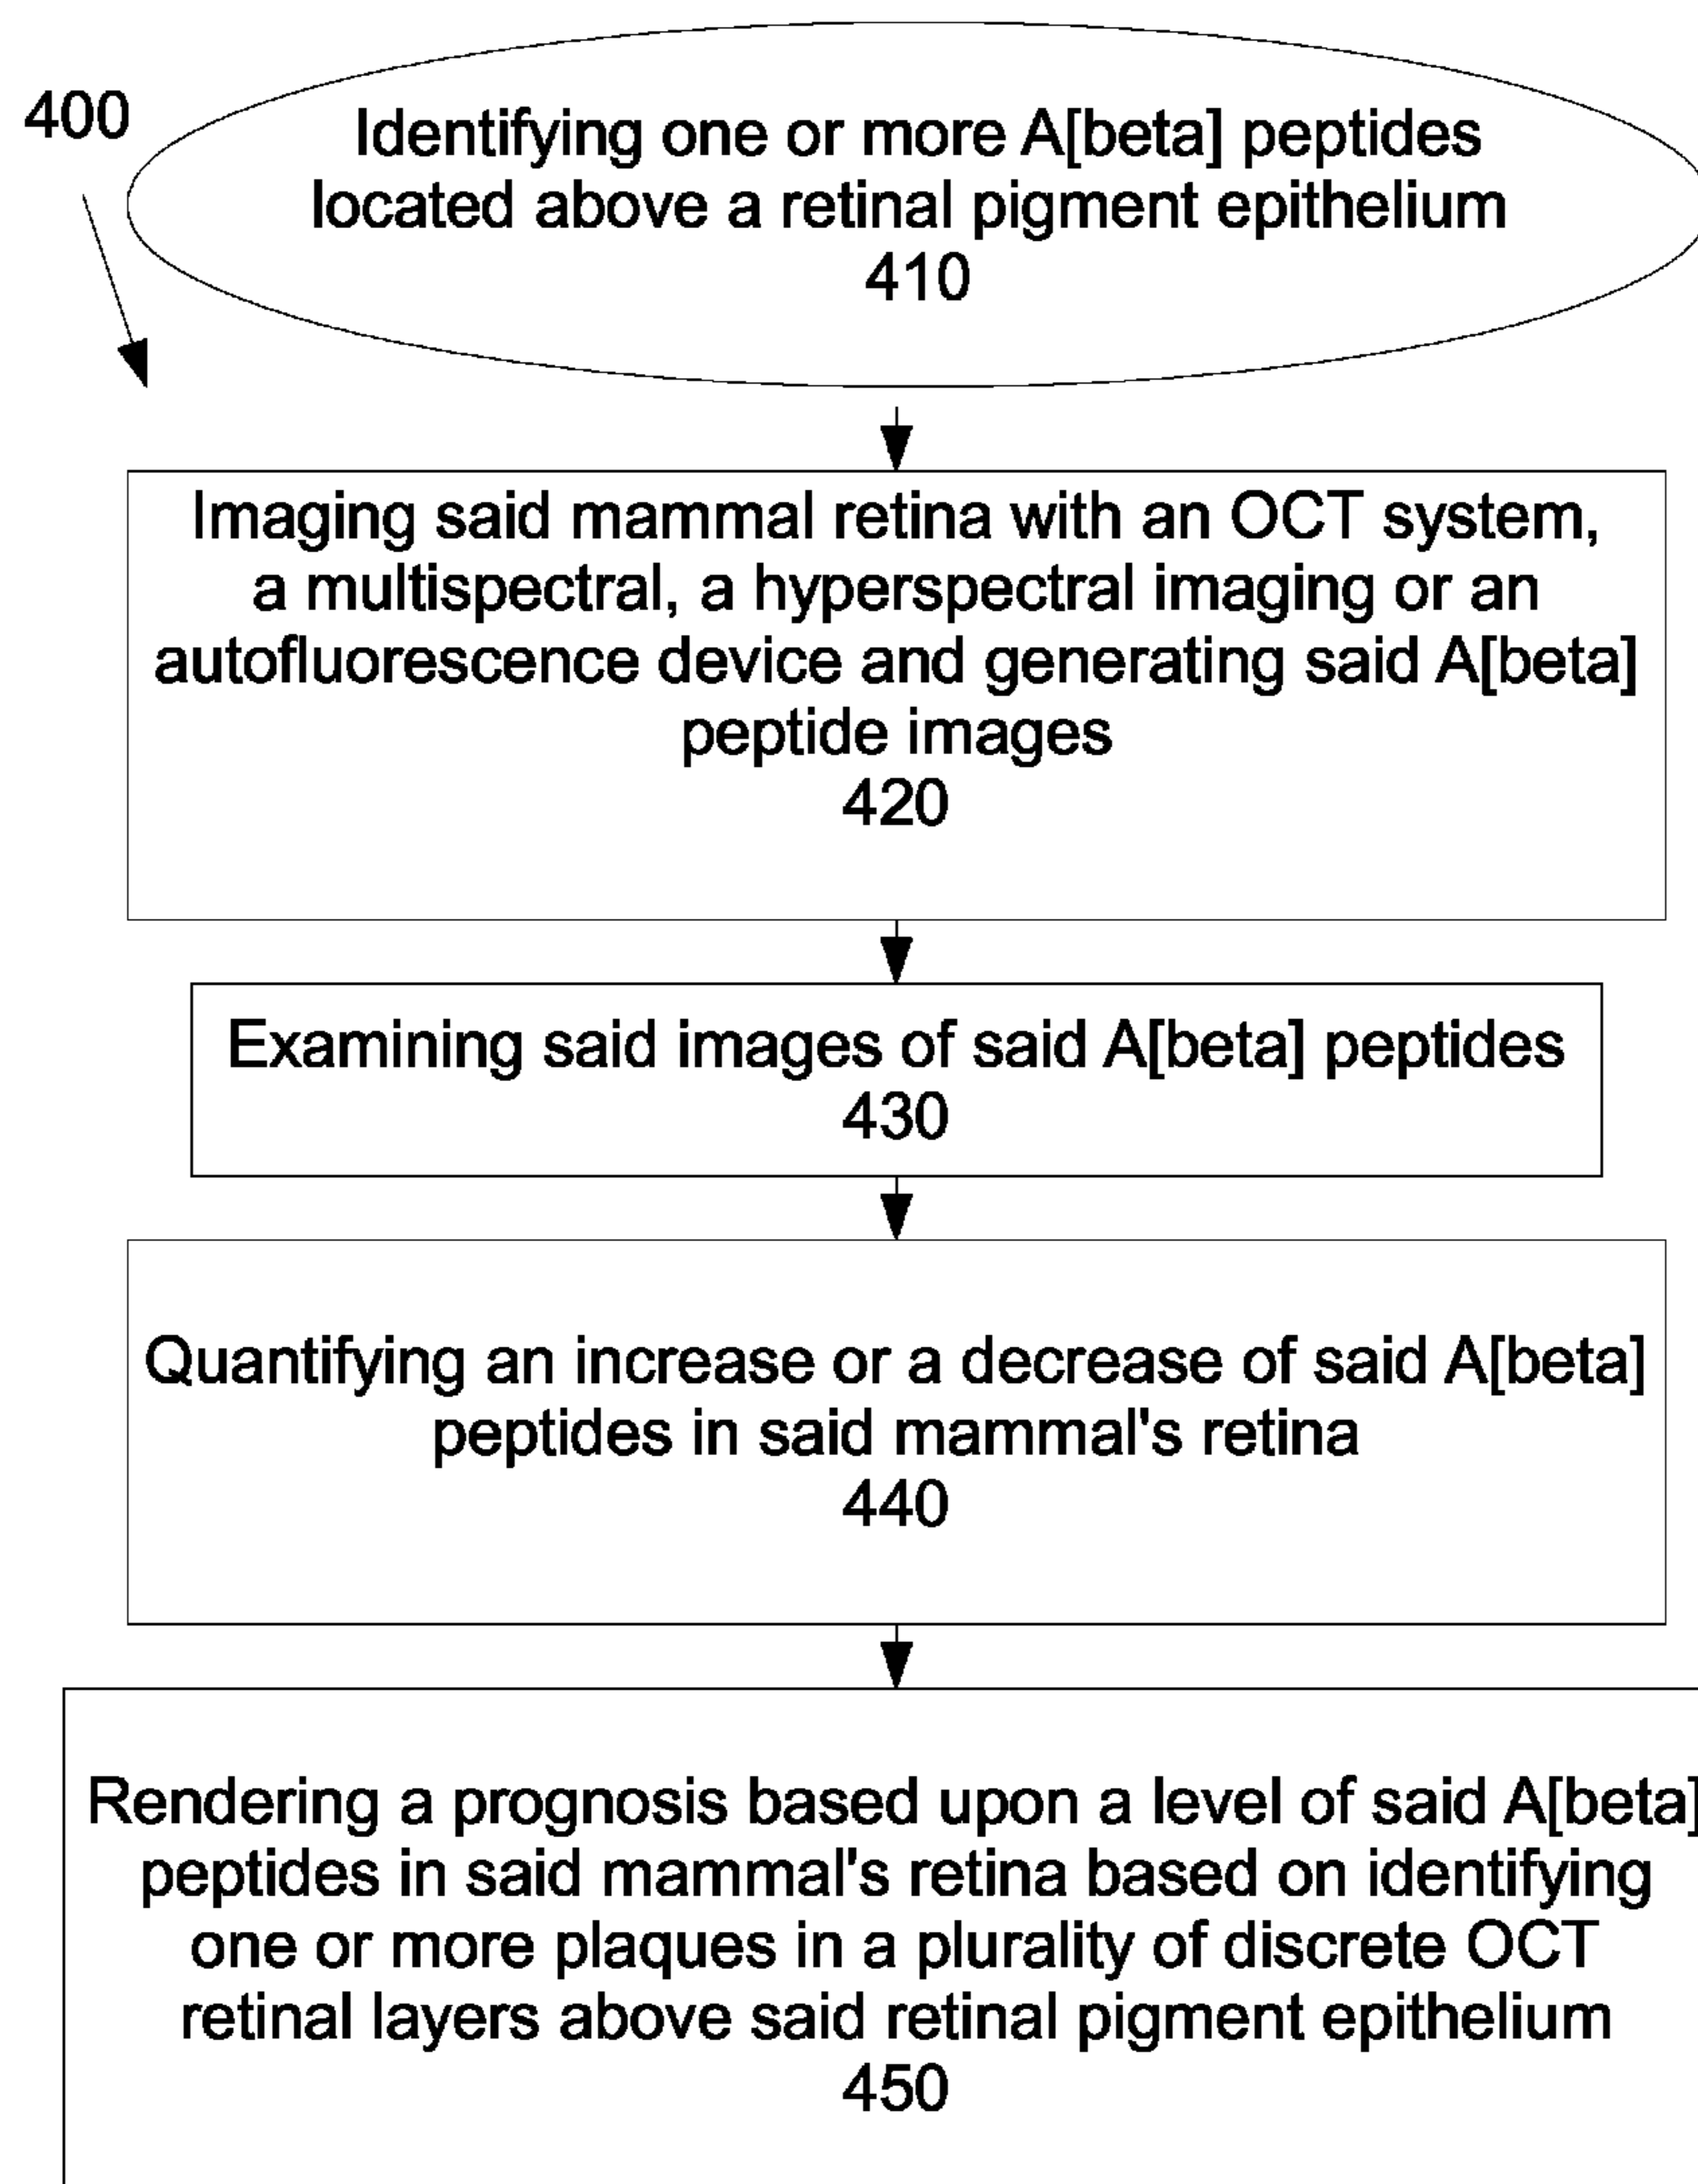 400
Identifying one or more A[beta] peptides
located above a retinal pigment epithelium
410
Imaging said mammal retina with an OCT system,
a multispectral, a hyperspectral imaging or an
autofluorescence device and generating said A[beta]
peptide images
420
Examining said images of said A[beta] peptides
430
Quantifying an increase or a decrease of said A[beta]
peptides in said mammal's retina
440
Rendering a prognosis based upon a level of said A[beta]
peptides in said mammal's retina based on identifying
one or more plaques in a plurality of discrete OCT
retinal layers above said retinal pigment epithelium
450